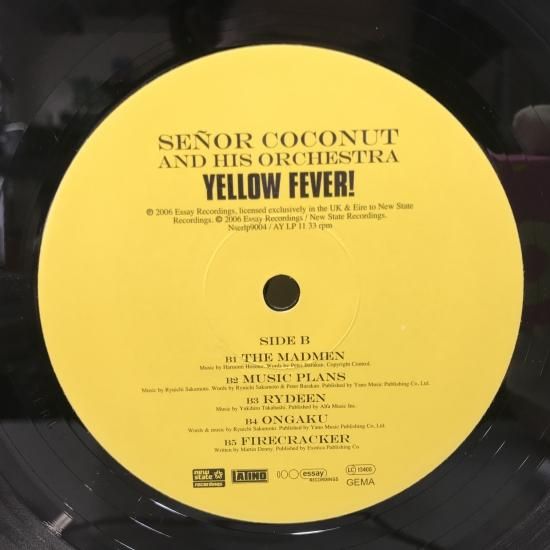 SEÑOR COCONUT
AND HIS ORCHESTRA
YELLOW FEVER!
℗ 2006 Essay Recordings, licensed exclusively in the UK & Eire to New State
Recordings. © 2006 Essay Recordings / New State Recordings.
Nserlp9004 / AY LP 11 33 rpm
SIDE B
B1 THE MADMEN
Music by Haruomi Hosono. Words by Peter Barakan. Copyright Control.
B2 MUSIC PLANS
Music by Ryuichi Sakamoto. Words by Ryuichi Sakamoto & Peter Barakan. Published by Yano Music Publishing Co, Ltd.
B3 RYDEEN
Music by Yukihiro Takahashi. Published by Alfa Music Inc.
B4 ONGAKU
Words & music by Ryuichi Sakamoto. Published by Yano Music Publishing Co, Ltd.
B5 FIRECRACKER
Written by Martin Denny. Published by Exotica Publishing Co
new state recordings
LATINO
essay RECORDINGS
LC 13406
GEMA